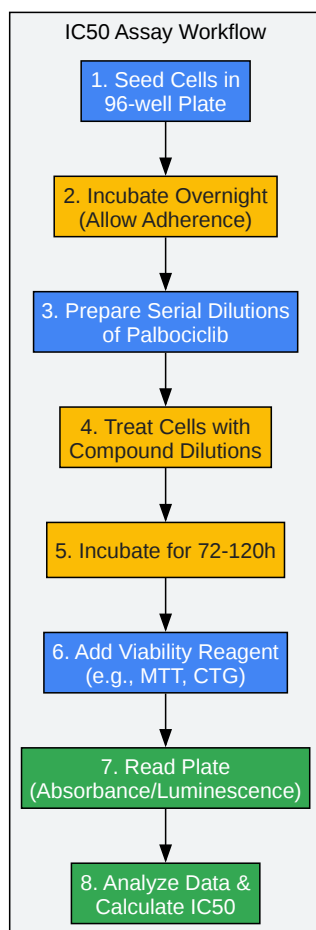 IC50 Assay Workflow
1. Seed Cells in
96-well Plate
2. Incubate Overnight
(Allow Adherence)
3. Prepare Serial Dilutions
of Palbociclib
4. Treat Cells with
Compound Dilutions
5. Incubate for 72-120h
6. Add Viability Reagent
(e.g., MTT, CTG)
7. Read Plate
(Absorbance/Luminescence)
8. Analyze Data &
Calculate IC50